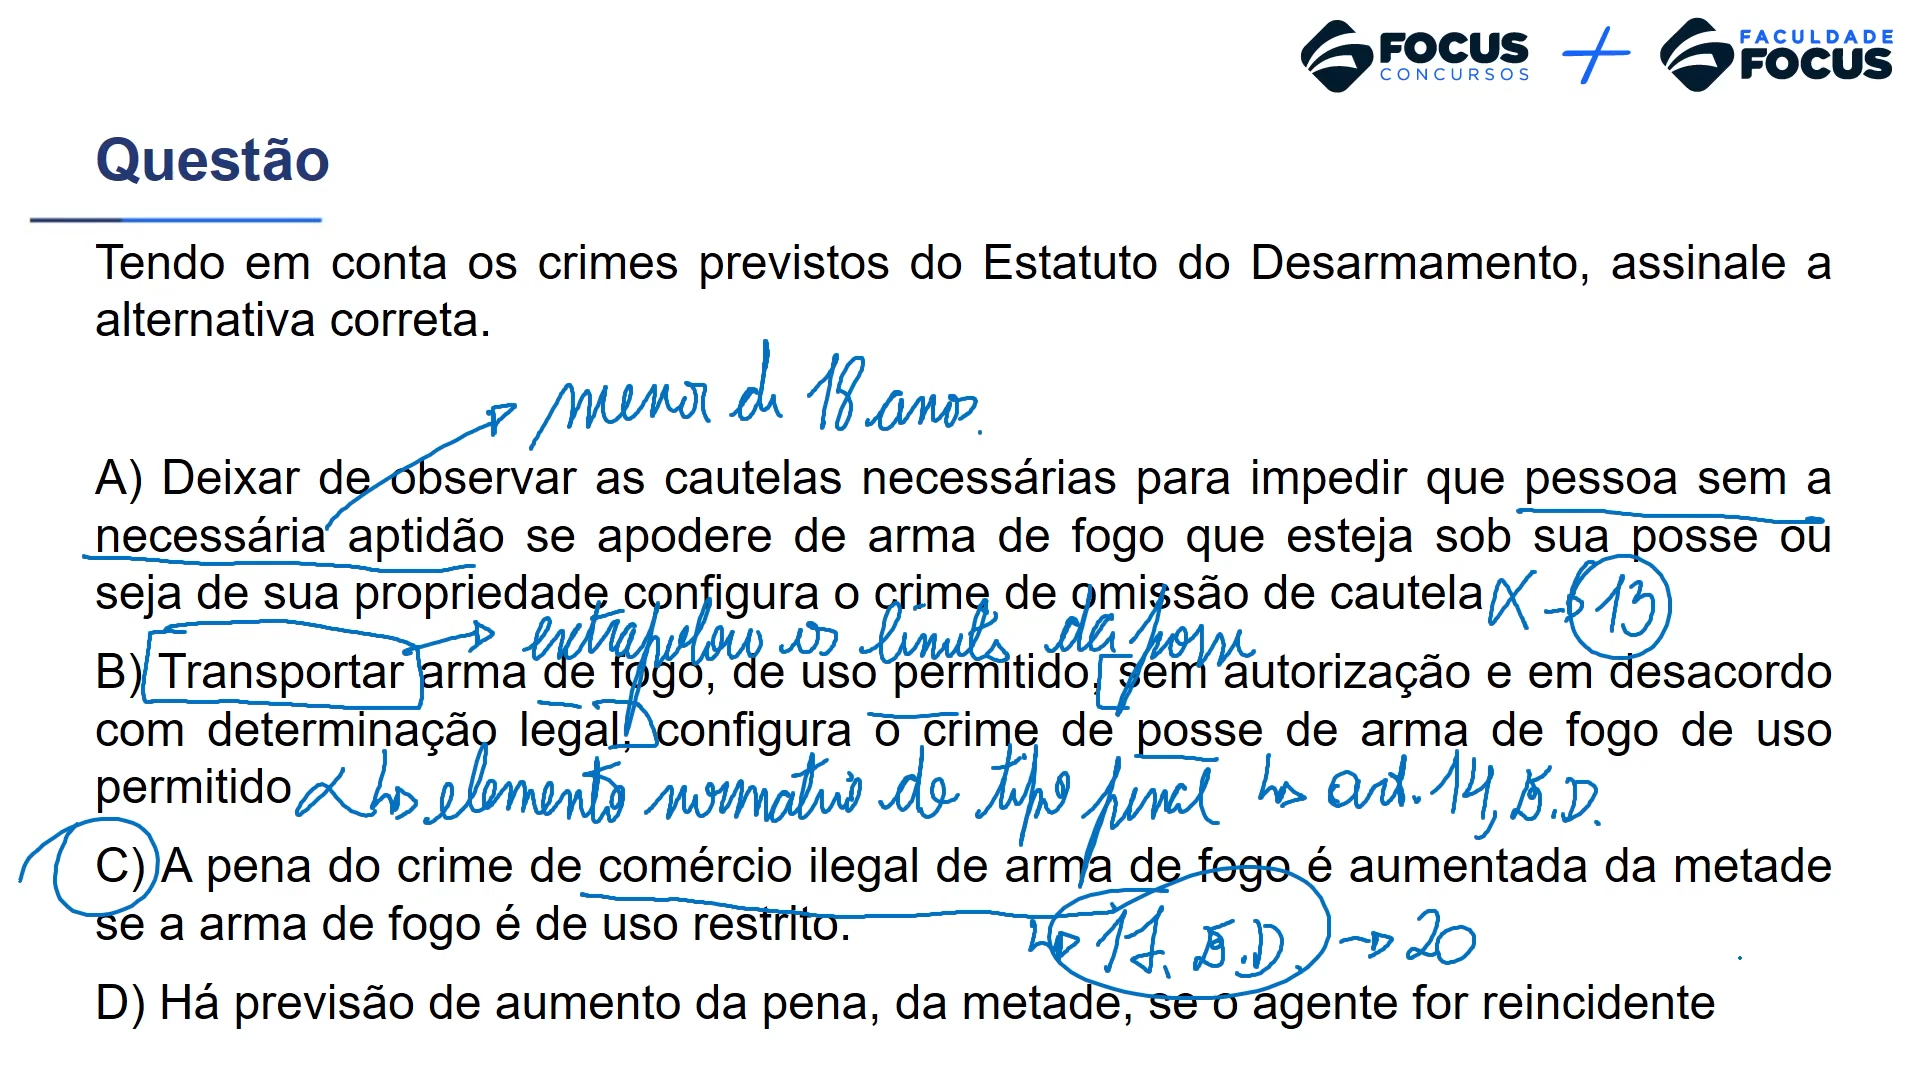 FOCUS CONCURSOS + FACULDADE FOCUS
Questão
Tendo em conta os crimes previstos do Estatuto do Desarmamento, assinale a
alternativa correta.
menor de 18 anos.
A) Deixar de observar as cautelas necessárias para impedir que pessoa sem a
necessária aptidão se apodere de arma de fogo que esteja sob sua posse ou
seja de sua propriedade configura o crime de omissão de cautela X → 13
extrapolou os limites da posse
B) Transportar arma de fogo, de uso permitido, sem autorização e em desacordo
com determinação legal, configura o crime de posse de arma de fogo de uso
permitido X ↳ elemento normativo do tipo penal ↳ art. 14, E.D.
C) A pena do crime de comércio ilegal de arma de fogo é aumentada da metade
se a arma de fogo é de uso restrito. ↳ 17, E.D. → 20
D) Há previsão de aumento da pena, da metade, se o agente for reincidente